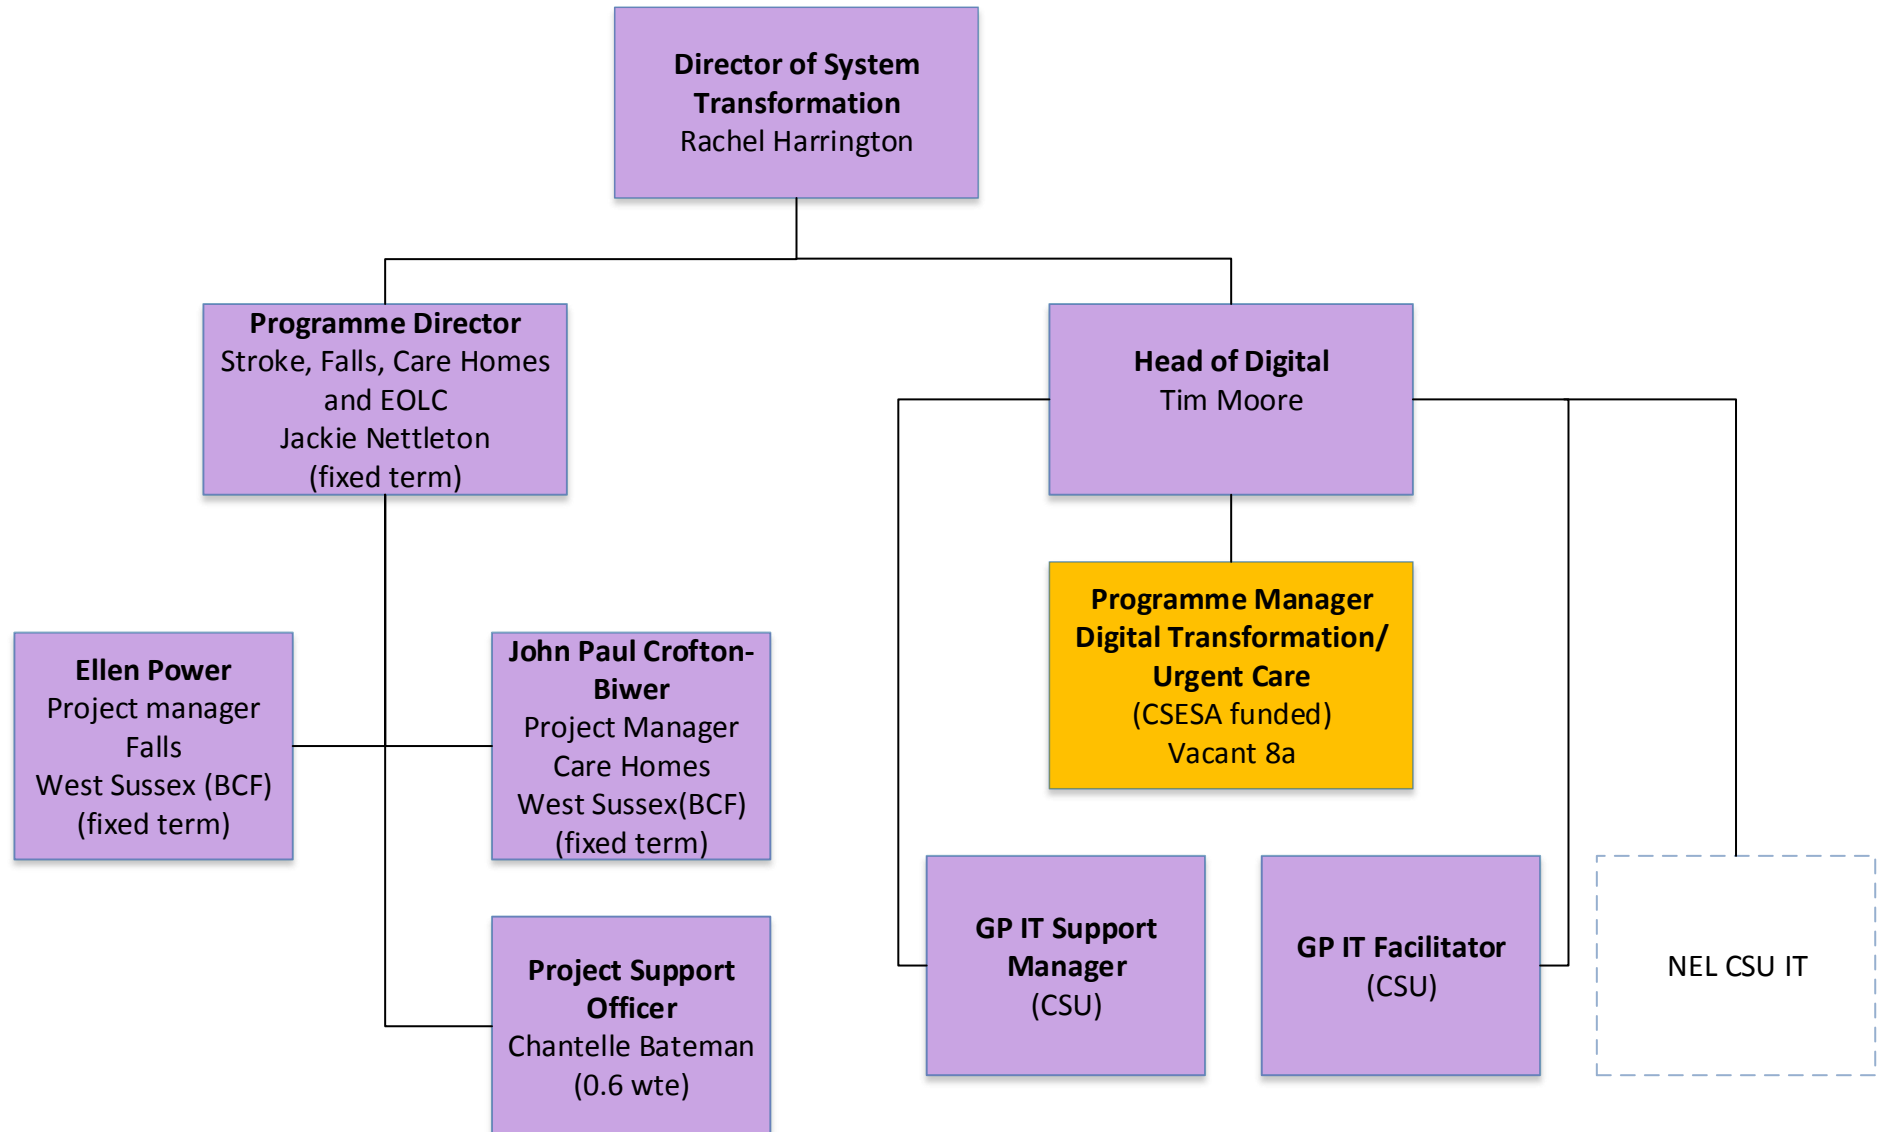 Director of System
Transformation
Rachel Harrington
Programme Director
Stroke, Falls, Care Homes
and EOLC
Jackie Nettleton
(fixed term)
Head of Digital
Tim Moore
Programme Manager
Digital Transformation/
Urgent Care
(CSESA funded)
Vacant 8a
Ellen Power
Project manager
Falls
West Sussex (BCF)
(fixed term)
John Paul Crofton-
Biwer
Project Manager
Care Homes
West Sussex(BCF)
(fixed term)
Project Support
Officer
Chantelle Bateman
(0.6 wte)
GP IT Support
Manager
(CSU)
GP IT Facilitator
(CSU)
NEL CSU IT